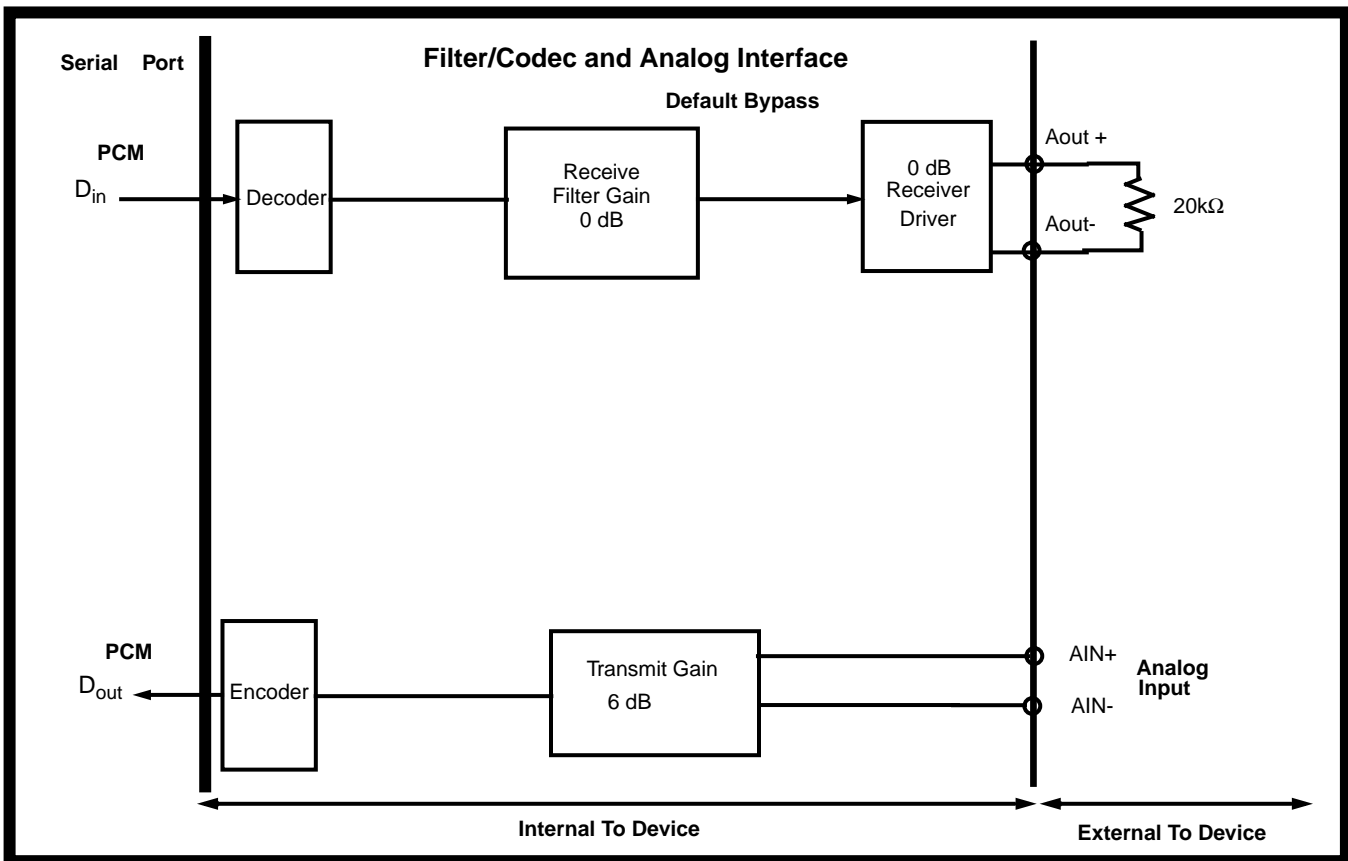 Serial Port
Filter/Codec and Analog Interface
Default Bypass
PCM
Din
Decoder
Receive
Filter Gain
0 dB
0 dB
Receiver
Driver
Aout +
Aout-
20kΩ
PCM
Dout
Encoder
Transmit Gain
6 dB
AIN+
AIN-
Analog
Input
Internal To Device
External To Device